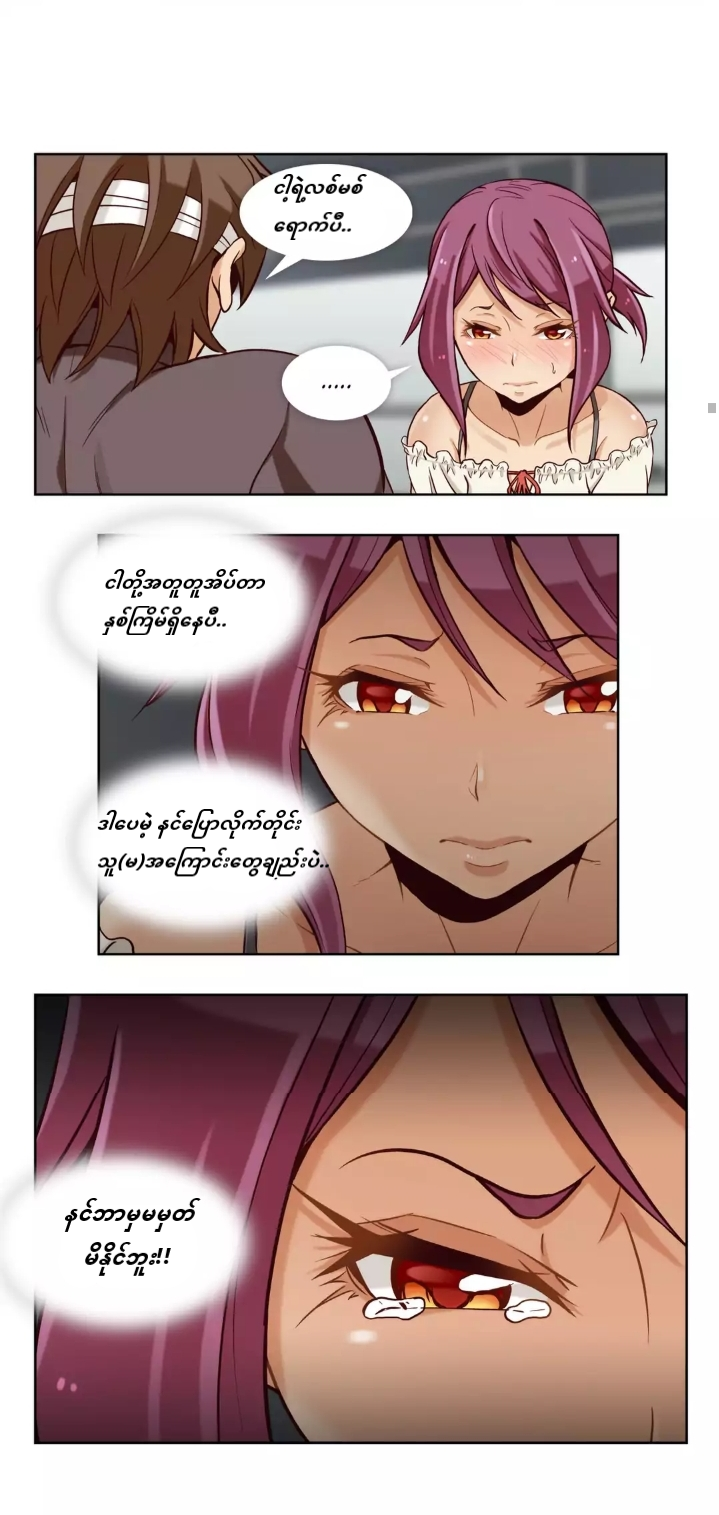 ငါ့ရဲ့လစ်မစ်
ရောက်ပီ..
.....
ငါတို့အတူတူအိပ်တာ
နှစ်ကြိမ်ရှိနေပီ..
ဒါပေမဲ့ နင်ပြောလိုက်တိုင်း
သူ(မ)အကြောင်းတွေချည်းပဲ..
နင်ဘာမှမမှတ်
မိနိုင်ဘူး!!